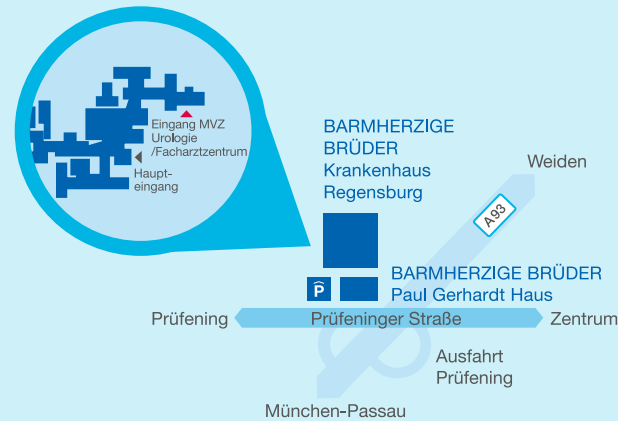 Eingang MVZ
Urologie
/Facharztzentrum
Haupt-
eingang
BARMHERZIGE
BRÜDER
Krankenhaus
Regensburg
Weiden
A93
BARMHERZIGE BRÜDER
Paul Gerhardt Haus
P
Prüfening
Prüfeninger Straße
Zentrum
Ausfahrt
Prüfening
München-Passau